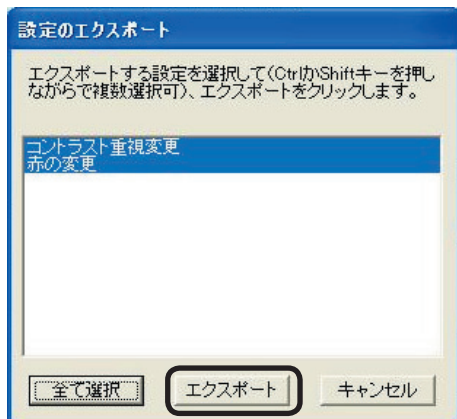 設定のエクスポート
エクスポートする設定を選択して(CtrlかShiftキーを押し
ながらで複数選択可)、エクスポートをクリックします。
コントラスト重視変更
赤の変更
全て選択 エクスポート キャンセル